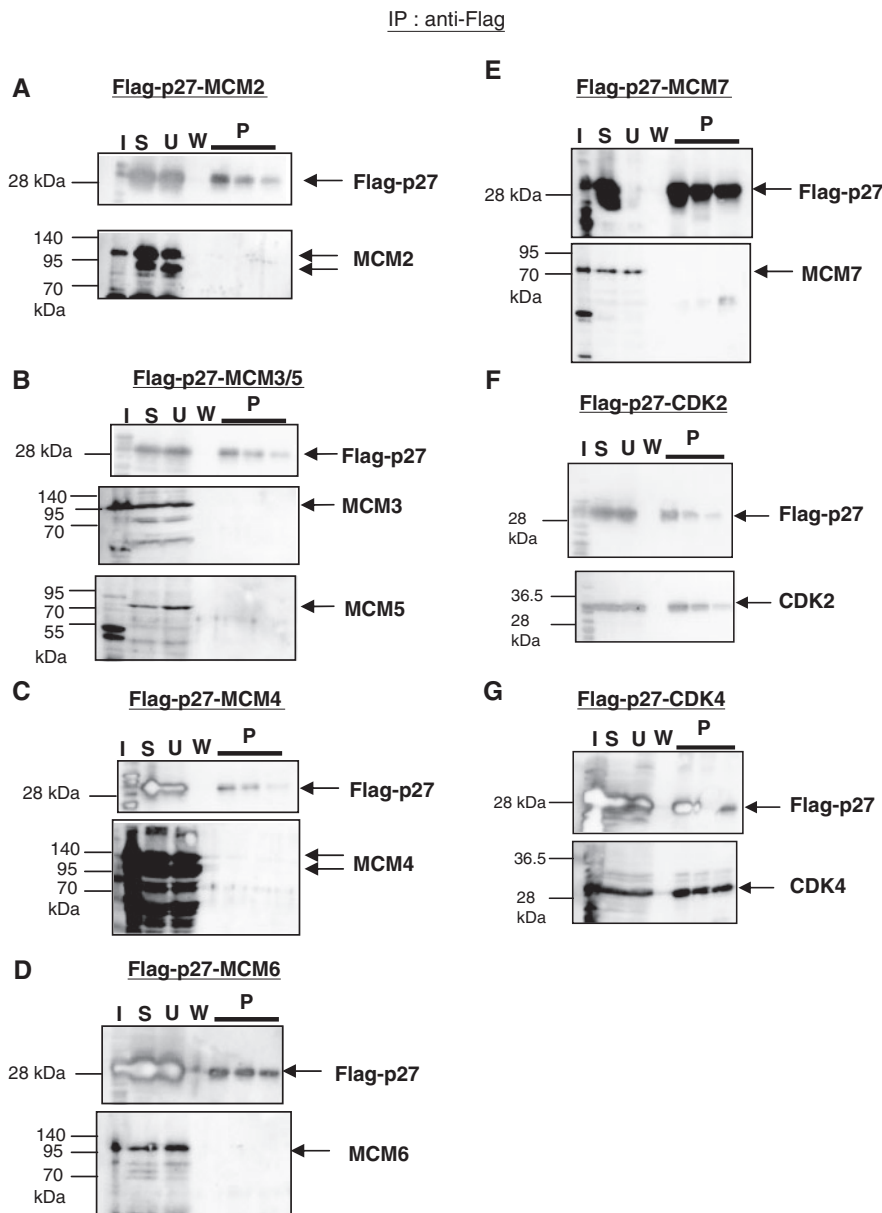 IP : anti-Flag
A
Flag-p27-MCM2
I S U W P
28 kDa
Flag-p27
140
95
70
kDa
MCM2
B
Flag-p27-MCM3/5
I S U W P
28 kDa
Flag-p27
140
95
70
MCM3
95
70
55
kDa
MCM5
C
Flag-p27-MCM4
I S U W P
28 kDa
Flag-p27
140
95
70
kDa
MCM4
D
Flag-p27-MCM6
I S U W P
28 kDa
Flag-p27
140
95
70
kDa
MCM6
E
Flag-p27-MCM7
I S U W P
28 kDa
Flag-p27
95
70
kDa
MCM7
F
Flag-p27-CDK2
I S U W P
28
kDa
Flag-p27
36.5
28
kDa
CDK2
G
Flag-p27-CDK4
I S U W P
28 kDa
Flag-p27
36.5
28
kDa
CDK4